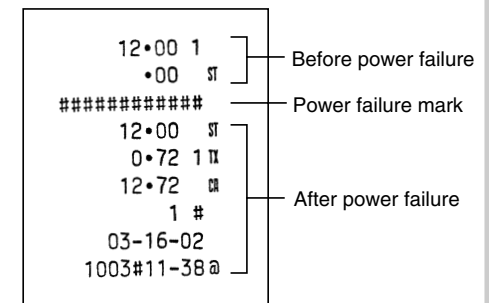 12•00 1
•00 ST
Before power failure
############
Power failure mark
12•00 ST
0•72 1 TX
12•72 CA
After power failure
1 #
03-16-02
1003#11-38@